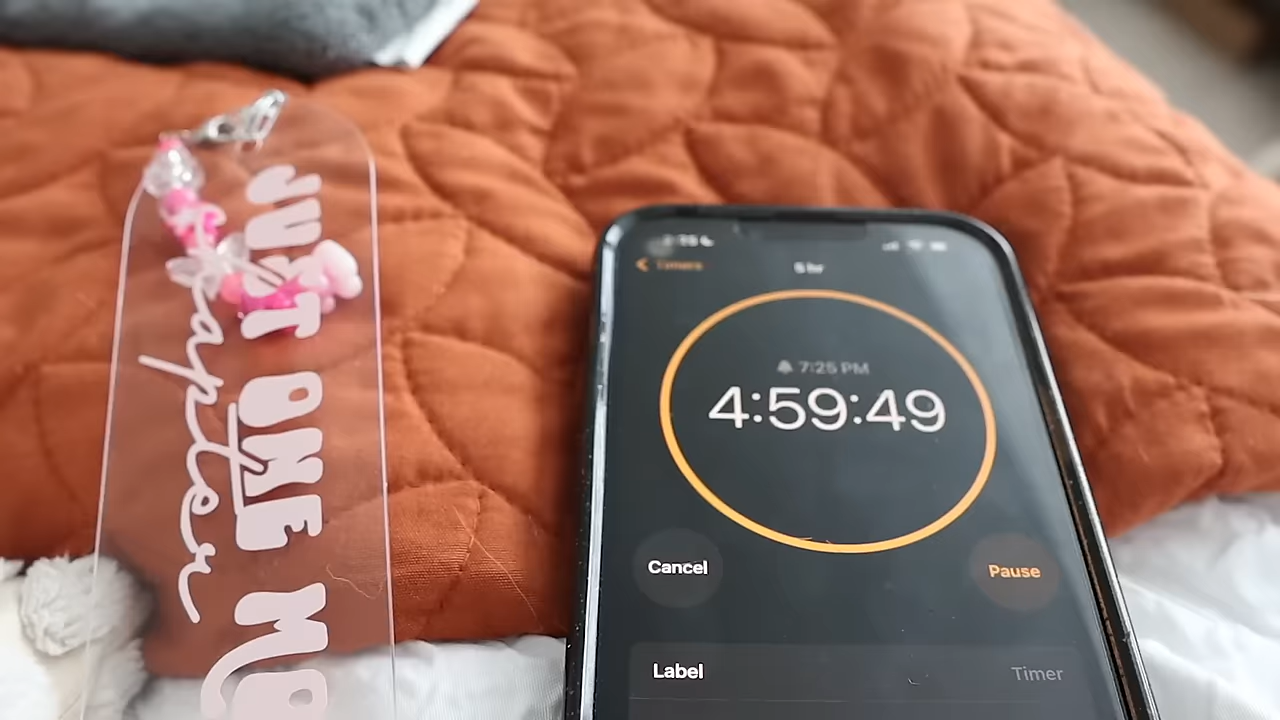 JUST ONE MO
chapter
Timers
5 hr
7:25 PM
4:59:49
Cancel
Pause
Label
Timer